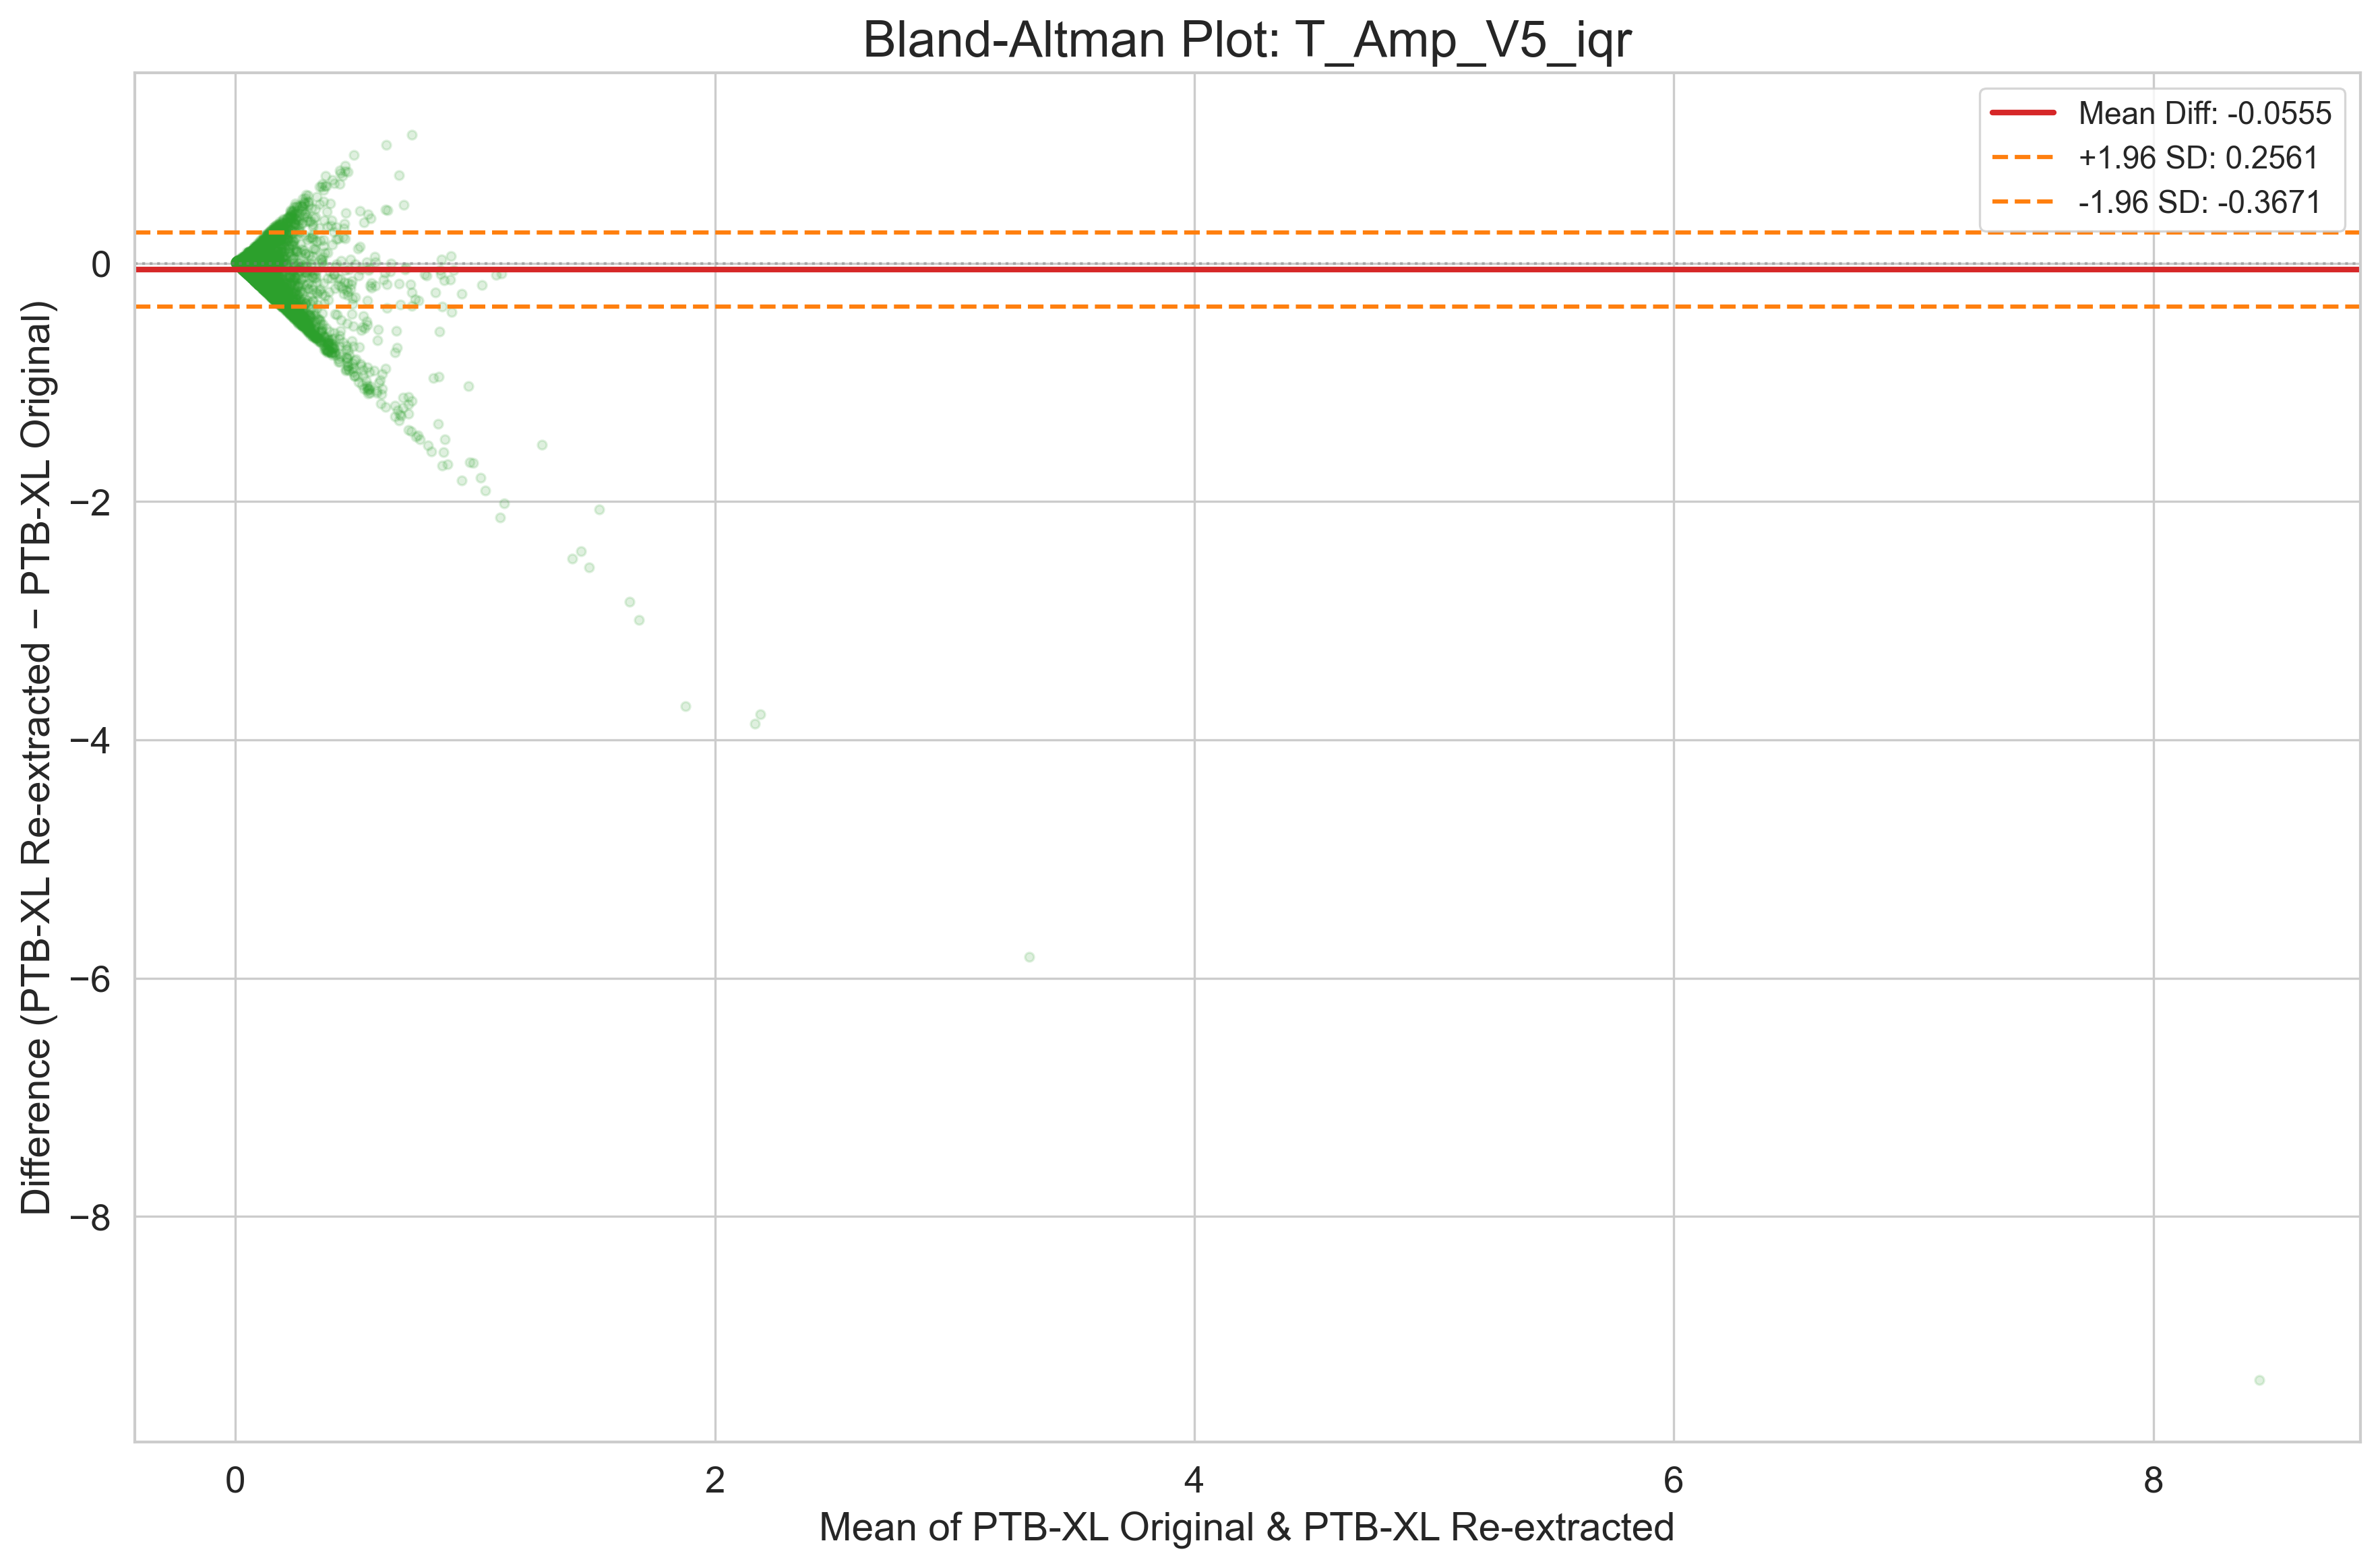 Bland-Altman Plot: T_Amp_V5_iqr
Mean Diff: -0.0555
+1.96 SD: 0.2561
-1.96 SD: -0.3671
Difference (PTB-XL Re-extracted − PTB-XL Original)
0
−2
−4
−6
−8
0 2 4 6 8
Mean of PTB-XL Original & PTB-XL Re-extracted